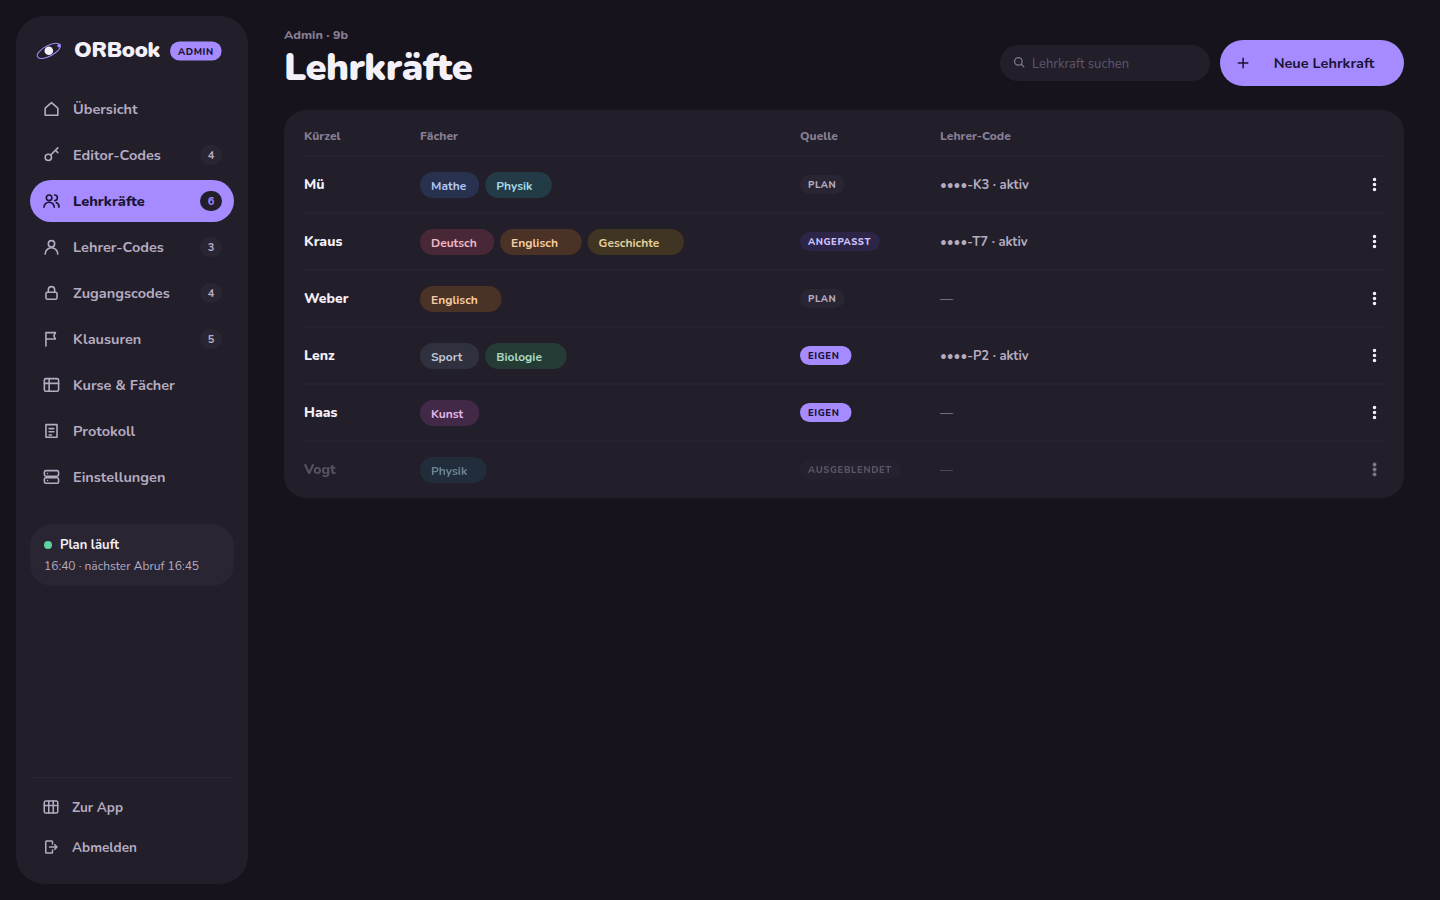 ORBook ADMIN
Übersicht
Editor-Codes 4
Lehrkräfte 6
Lehrer-Codes 3
Zugangscodes 4
Klausuren 5
Kurse & Fächer
Protokoll
Einstellungen
Plan läuft
16:40 · nächster Abruf 16:45
Zur App
Abmelden
Admin · 9b
Lehrkräfte
Lehrkraft suchen
+ Neue Lehrkraft
Kürzel Fächer Quelle Lehrer-Code
Mü Mathe Physik PLAN ••••-K3 · aktiv
Kraus Deutsch Englisch Geschichte ANGEPASST ••••-T7 · aktiv
Weber Englisch PLAN —
Lenz Sport Biologie EIGEN ••••-P2 · aktiv
Haas Kunst EIGEN —
Vogt Physik AUSGEBLENDET —